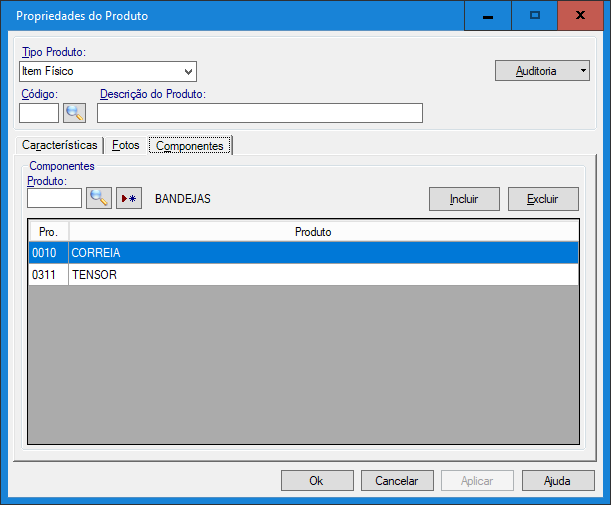 Propriedades do Produto
Tipo Produto:
Item Físico
Auditoria
Código:
Descrição do Produto:
Características
Fotos
Componentes
Componentes
Produto:
BANDEJAS
Incluir
Excluir
Pro.
Produto
0010
CORREIA
0311
TENSOR
Ok
Cancelar
Aplicar
Ajuda